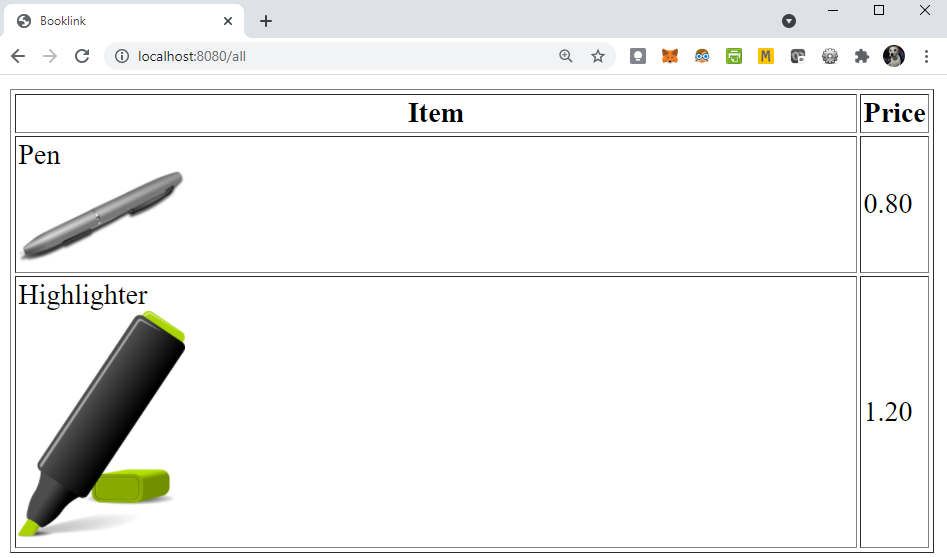 Booklink
localhost:8080/all
M
Item Price
Pen
0.80
Highlighter
1.20